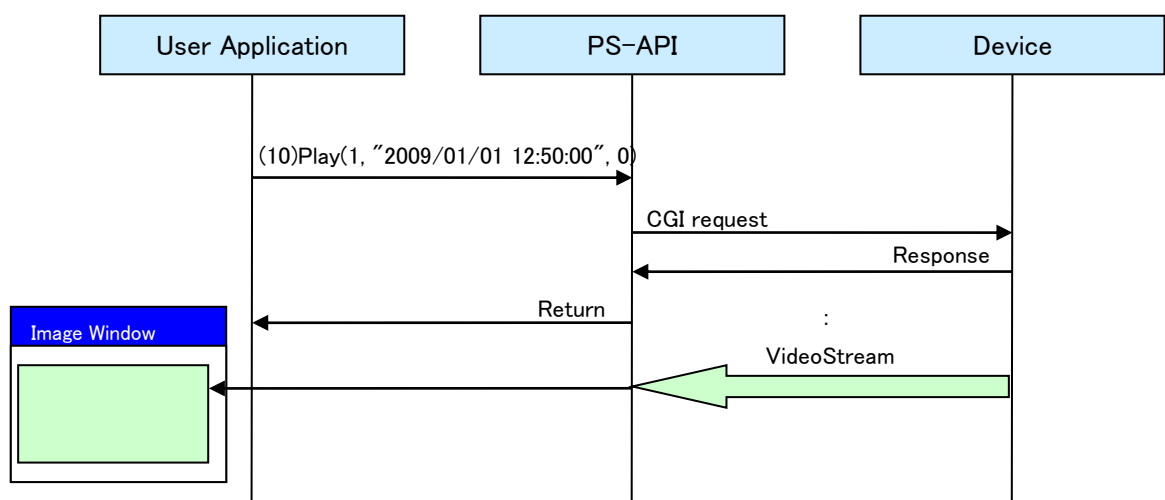 User Application
PS-API
Device
(10)Play(1, "2009/01/01 12:50:00", 0)
CGI request
Response
Return
:
Image Window
VideoStream